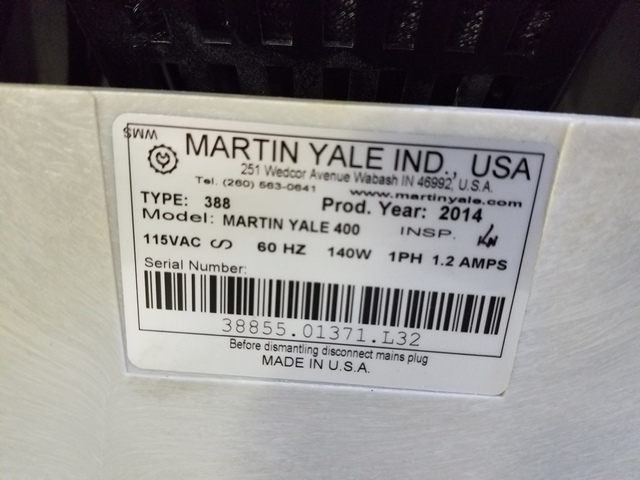 WMS
MARTIN YALE IND., USA
251 Wedcor Avenue Wabash IN 46992, U.S.A.
Tel. (260) 563-0641
www.martinyale.com
TYPE: 388
Prod. Year: 2014
Model: MARTIN YALE 400
INSP.
115VAC 60 HZ 140W 1PH 1.2 AMPS
Serial Number:
38855.01371.L32
Before dismantling disconnect mains plug
MADE IN U.S.A.